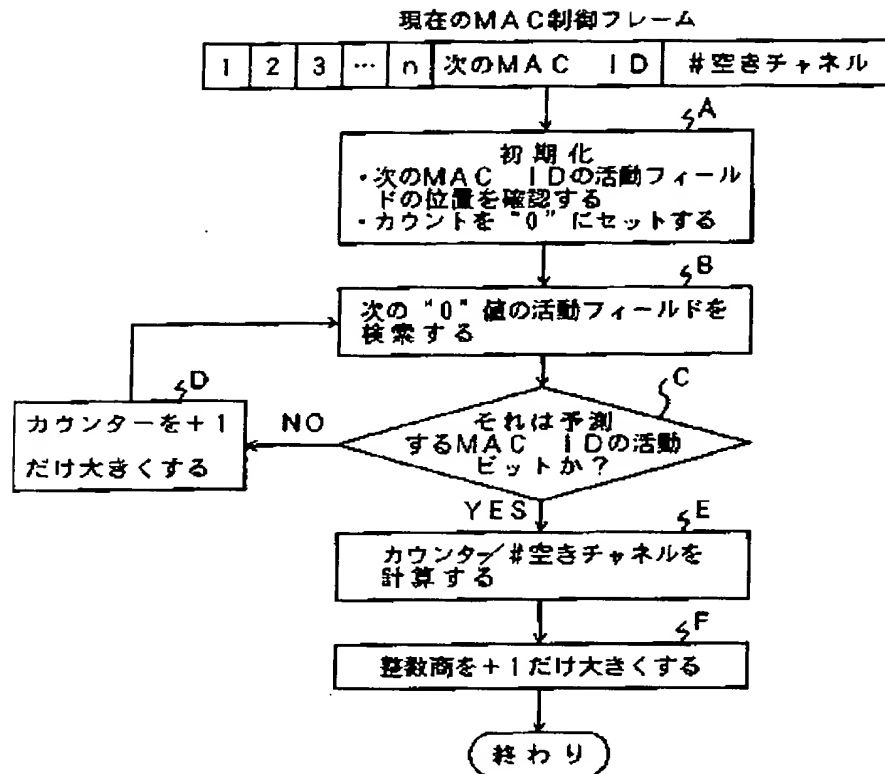 現在のMAC制御フレーム
1 2 3 … n 次のMAC ID #空きチャネル
A
初期化
・次のMAC IDの活動フィール
ドの位置を確認する
・カウントを“0”にセットする
B
次の“0”値の活動フィールドを
検索する
C
それは予測
するMAC IDの活動
ビットか?
NO
D
カウンターを+1
だけ大きくする
YES
E
カウンター/#空きチャネルを
計算する
F
整数商を+1だけ大きくする
終わり